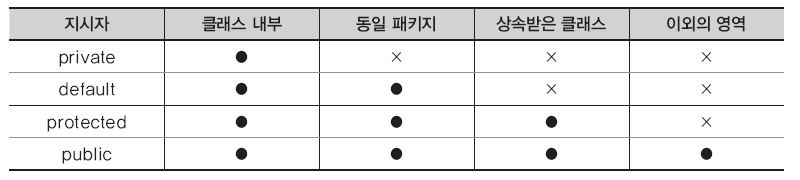 지시자 클래스 내부 동일 패키지 상속받은 클래스 이외의 영역
private ● × × ×
default ● ● × ×
protected ● ● ● ×
public ● ● ● ●